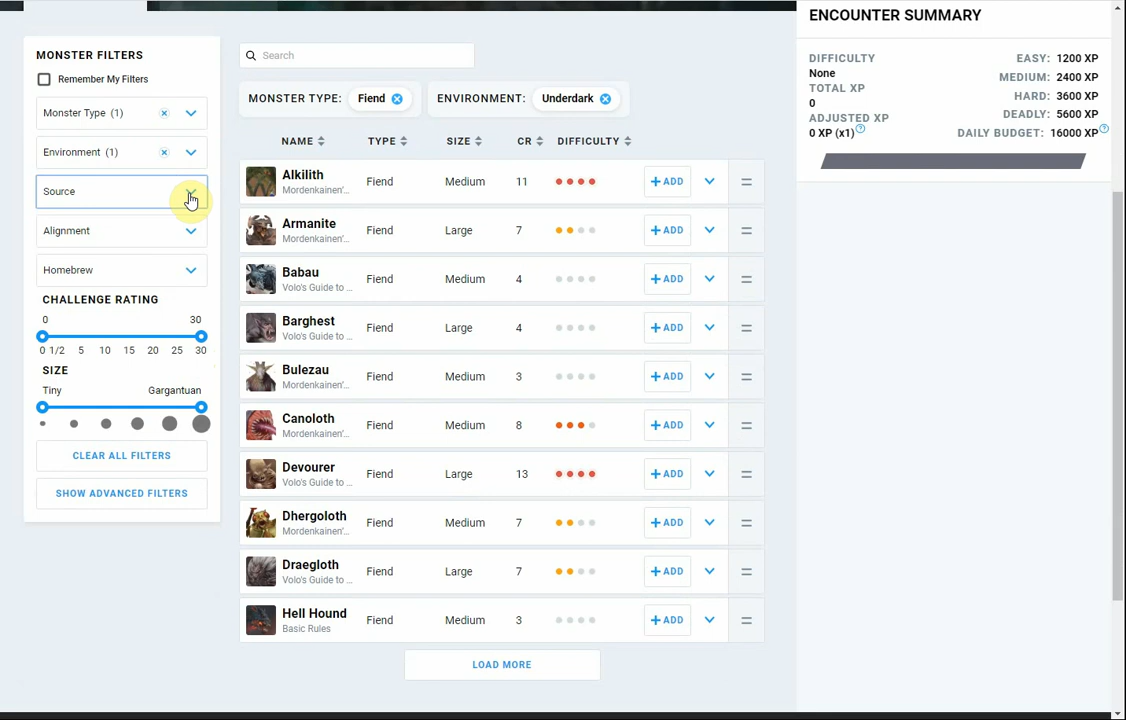 MONSTER FILTERS
Remember My Filters
Monster Type (1)
Environment (1)
Source
Alignment
Homebrew
CHALLENGE RATING
0 30
0 1/2 5 10 15 20 25 30
SIZE
Tiny Gargantuan
CLEAR ALL FILTERS
SHOW ADVANCED FILTERS
Search
MONSTER TYPE: Fiend ENVIRONMENT: Underdark
NAME TYPE SIZE CR DIFFICULTY
Alkilith Fiend Medium 11 +ADD
Mordenkainen'...
Armanite Fiend Large 7 +ADD
Mordenkainen'...
Babau Fiend Medium 4 +ADD
Volo's Guide to ...
Barghest Fiend Large 4 +ADD
Volo's Guide to ...
Bulezau Fiend Medium 3 +ADD
Mordenkainen'...
Canoloth Fiend Medium 8 +ADD
Mordenkainen'...
Devourer Fiend Large 13 +ADD
Volo's Guide to ...
Dhergoloth Fiend Medium 7 +ADD
Mordenkainen'...
Draegloth Fiend Large 7 +ADD
Volo's Guide to ...
Hell Hound Fiend Medium 3 +ADD
Basic Rules
LOAD MORE
ENCOUNTER SUMMARY
DIFFICULTY
None
TOTAL XP
0
ADJUSTED XP
0 XP (x1)
EASY: 1200 XP
MEDIUM: 2400 XP
HARD: 3600 XP
DEADLY: 5600 XP
DAILY BUDGET: 16000 XP